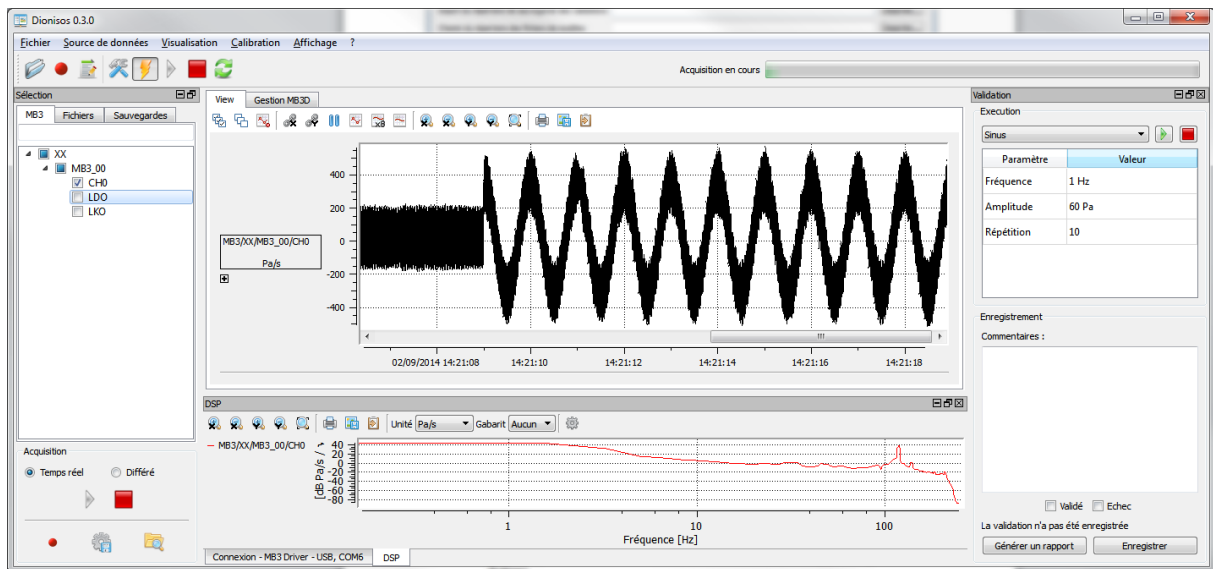 Dionisos 0.3.0
Fichier Source de données Visualisation Calibration Affichage ?
Acquisition en cours
Sélection
MB3 Fichiers Sauvegardes
XX
MB3_00
CH0
LDO
LKO
Acquisition
Temps réel Différé
View Gestion MB3D
MB3/XX/MB3_00/CH0
Pa/s
400
200
0
-200
-400
02/09/2014 14:21:08 14:21:10 14:21:12 14:21:14 14:21:16 14:21:18
DSP
Unité Pa/s Gabarit Aucun
MB3/XX/MB3_00/CH0
[dB Pa/s /
40
20
0
-20
-40
-60
-80
1 10 100
Fréquence [Hz]
Connexion - MB3 Driver - USB, COM6 DSP
Validation
Execution
Sinus
Paramètre Valeur
Fréquence 1 Hz
Amplitude 60 Pa
Répétition 10
Enregistrement
Commentaires :
Validé Echec
La validation n'a pas été enregistrée
Générer un rapport Enregistrer